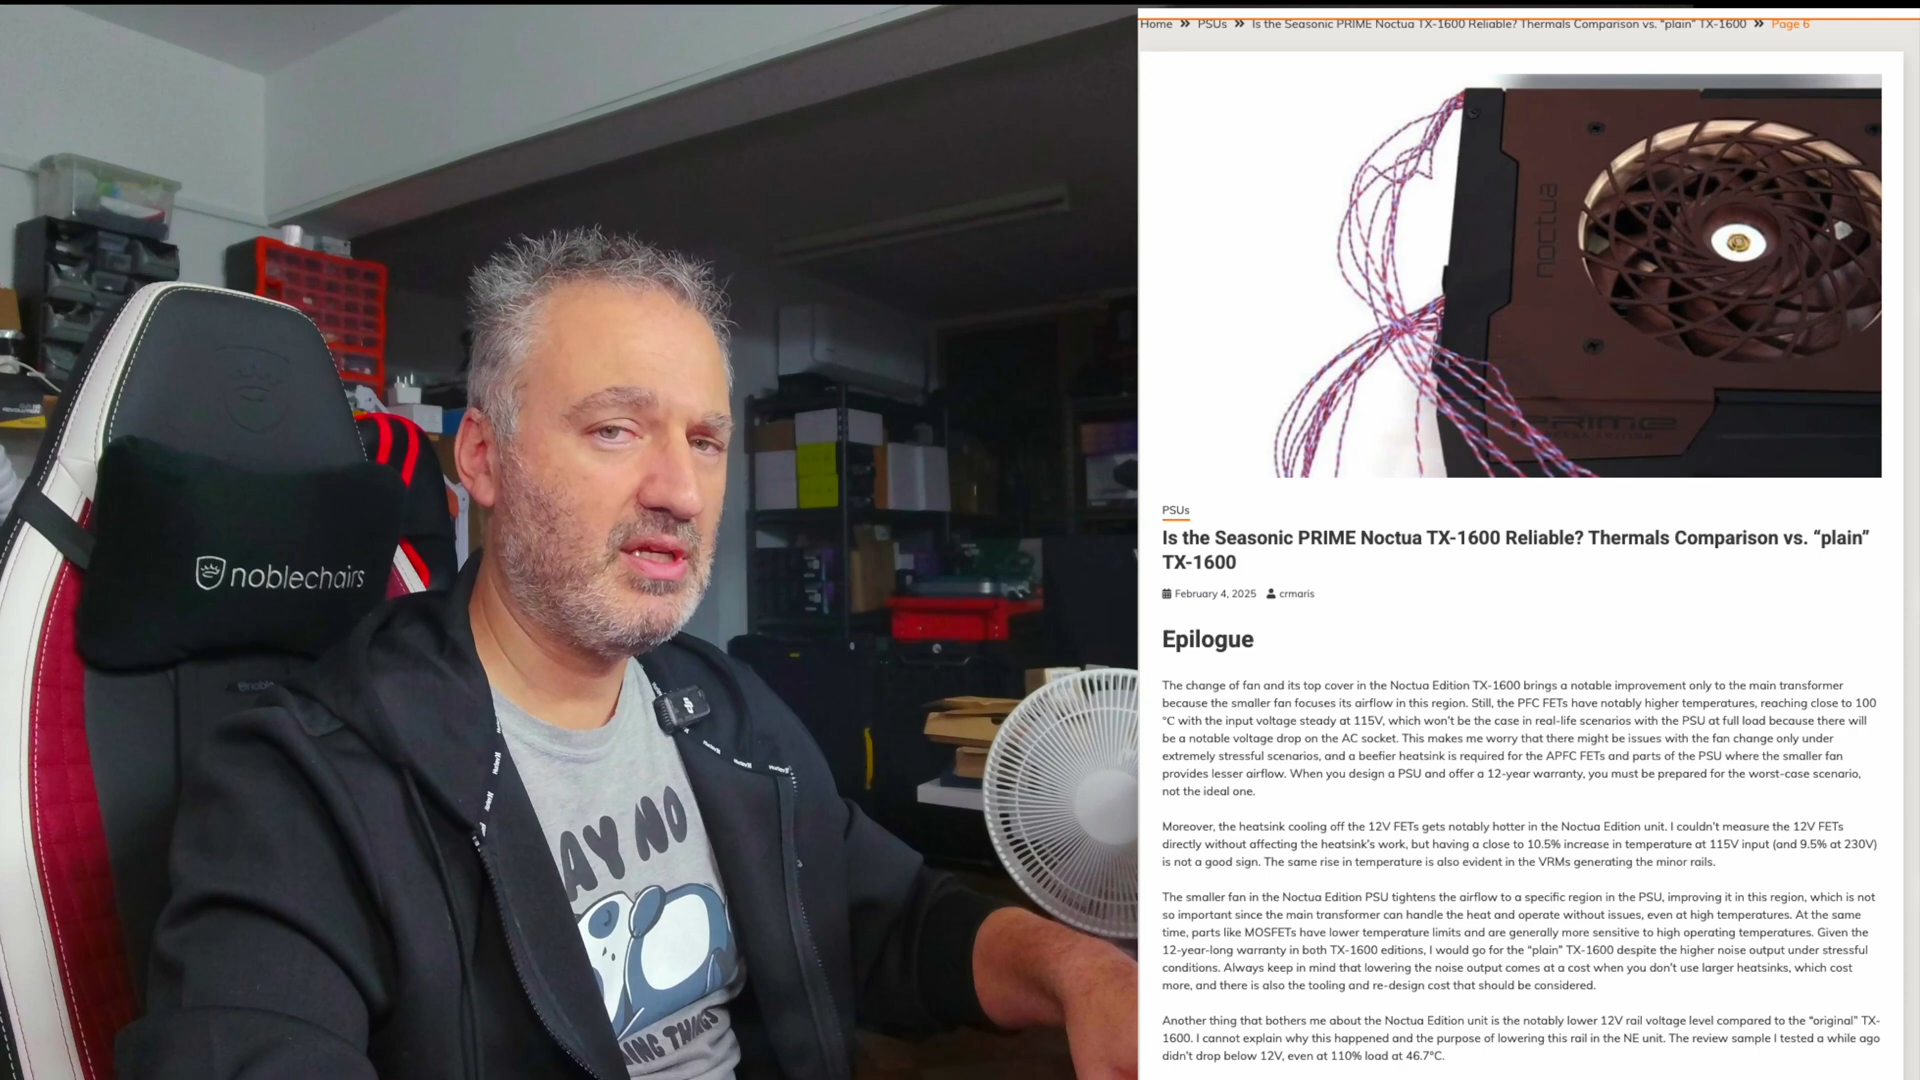 Home » PSUs » Is the Seasonic PRIME Noctua TX-1600 Reliable? Thermals Comparison vs. “plain” TX-1600 » Page 6
noctua
PRIME
PSUs
Is the Seasonic PRIME Noctua TX-1600 Reliable? Thermals Comparison vs. “plain”
TX-1600
February 4, 2025 crmaris
Epilogue
The change of fan and its top cover in the Noctua Edition TX-1600 brings a notable improvement only to the main transformer
because the smaller fan focuses its airflow in this region. Still, the PFC FETs have notably higher temperatures, reaching close to 100
°C with the input voltage steady at 115V, which won’t be the case in real-life scenarios with the PSU at full load because there will
be a notable voltage drop on the AC socket. This makes me worry that there might be issues with the fan change only under
extremely stressful scenarios, and a beefier heatsink is required for the APFC FETs and parts of the PSU where the smaller fan
provides lesser airflow. When you design a PSU and offer a 12-year warranty, you must be prepared for the worst-case scenario,
not the ideal one.
Moreover, the heatsink cooling off the 12V FETs gets notably hotter in the Noctua Edition unit. I couldn’t measure the 12V FETs
directly without affecting the heatsink’s work, but having a close to 10.5% increase in temperature at 115V input (and 9.5% at 230V)
is not a good sign. The same rise in temperature is also evident in the VRMs generating the minor rails.
The smaller fan in the Noctua Edition PSU tightens the airflow to a specific region in the PSU, improving it in this region, which is not
so important since the main transformer can handle the heat and operate without issues, even at high temperatures. At the same
time, parts like MOSFETs have lower temperature limits and are generally more sensitive to high operating temperatures. Given the
12-year-long warranty in both TX-1600 editions, I would go for the “plain” TX-1600 despite the higher noise output under stressful
conditions. Always keep in mind that lowering the noise output comes at a cost when you don’t use larger heatsinks, which cost
more, and there is also the tooling and re-design cost that should be considered.
Another thing that bothers me about the Noctua Edition unit is the notably lower 12V rail voltage level compared to the “original” TX-
1600. I cannot explain why this happened and the purpose of lowering this rail in the NE unit. The review sample I tested a while ago
didn’t drop below 12V, even at 110% load at 46.7°C.
noblechairs
noble
dji
Hurley
Hurley
Hurley
Hurley
Hurley
AY NO
ING THINGS